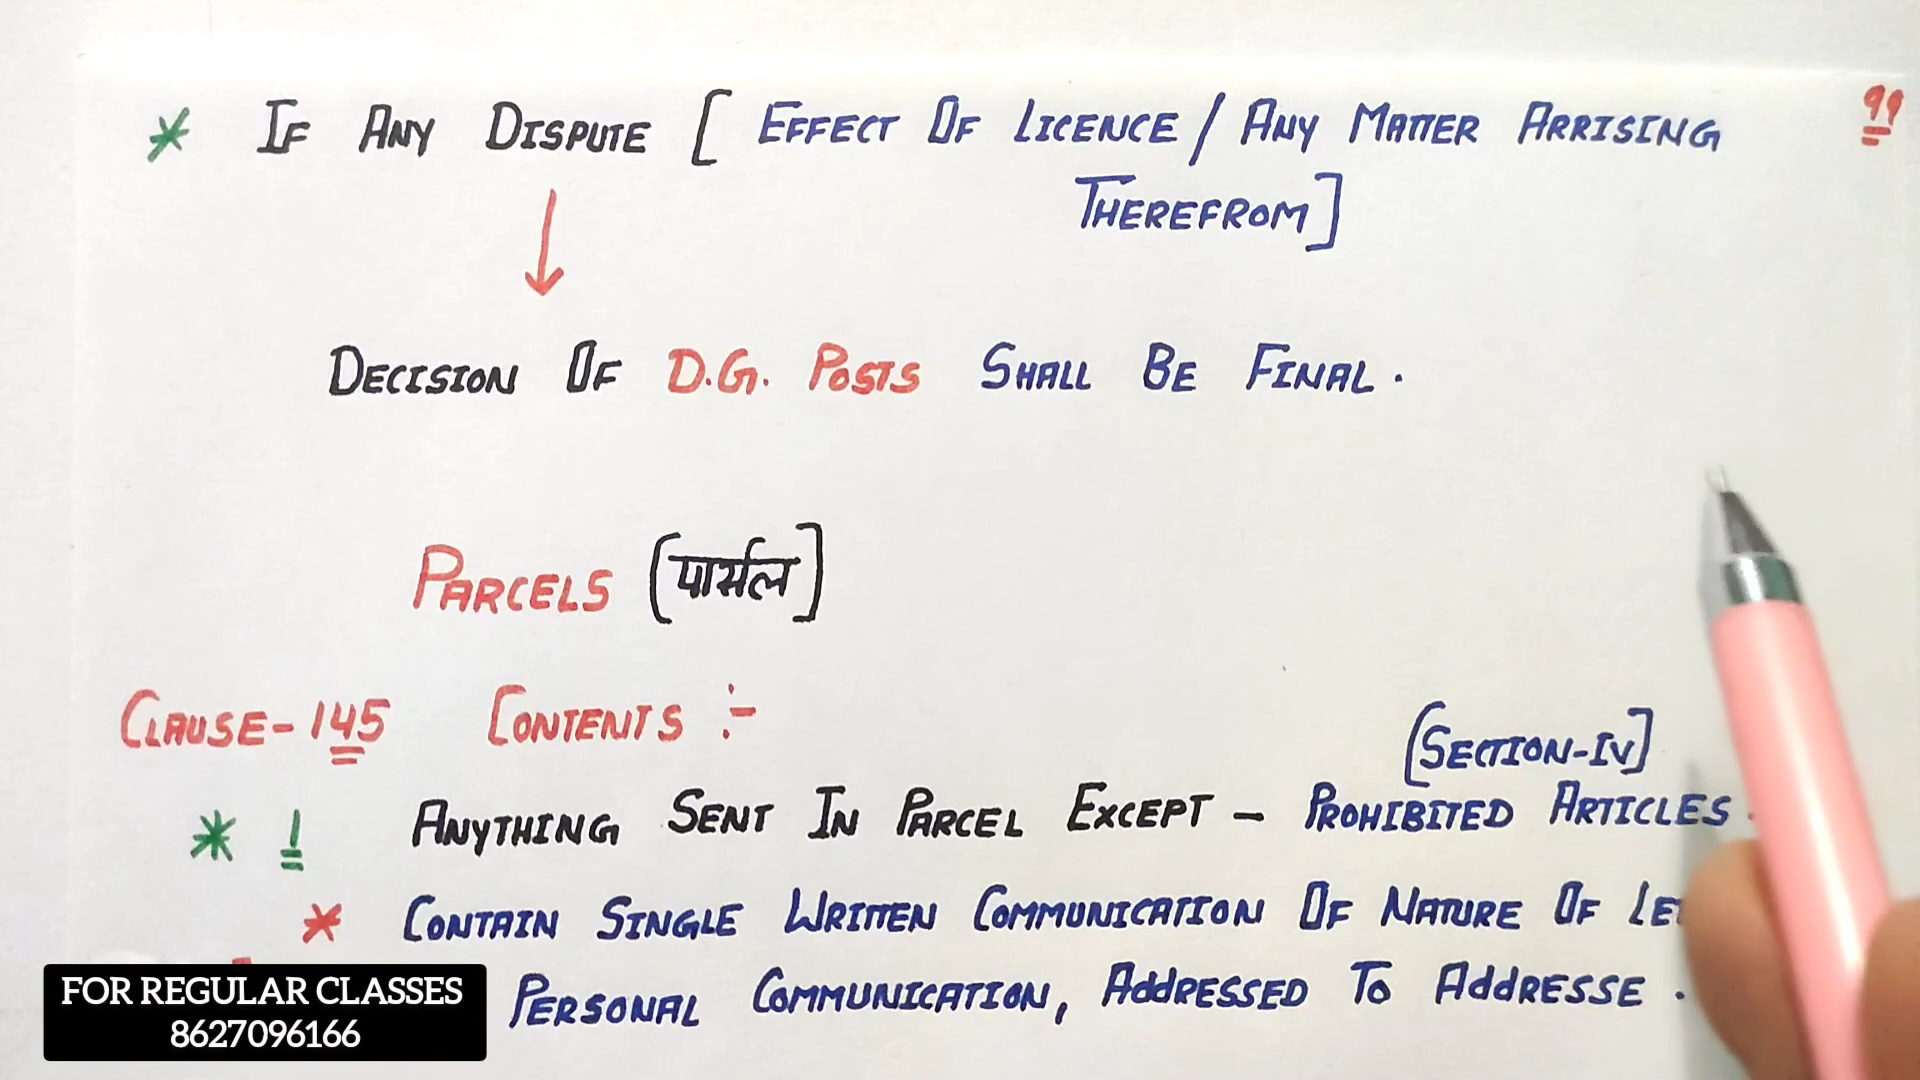 * IF ANY DISPUTE [ EFFECT OF LICENCE / ANY MATTER ARRISING
99
THEREFROM ]
DECISION OF D.G. POSTS SHALL BE FINAL.
PARCELS (पार्सल]
CLAUSE-145 CONTENTS :-
[SECTION-IV]
* 1 ANYTHING SENT IN PARCEL EXCEPT - PROHIBITED ARTICLES.
* CONTAIN SINGLE WRITTEN COMMUNICATION OF NATURE OF
PERSONAL COMMUNICATION, ADDRESSED TO ADDRESSE.
FOR REGULAR CLASSES
8627096166